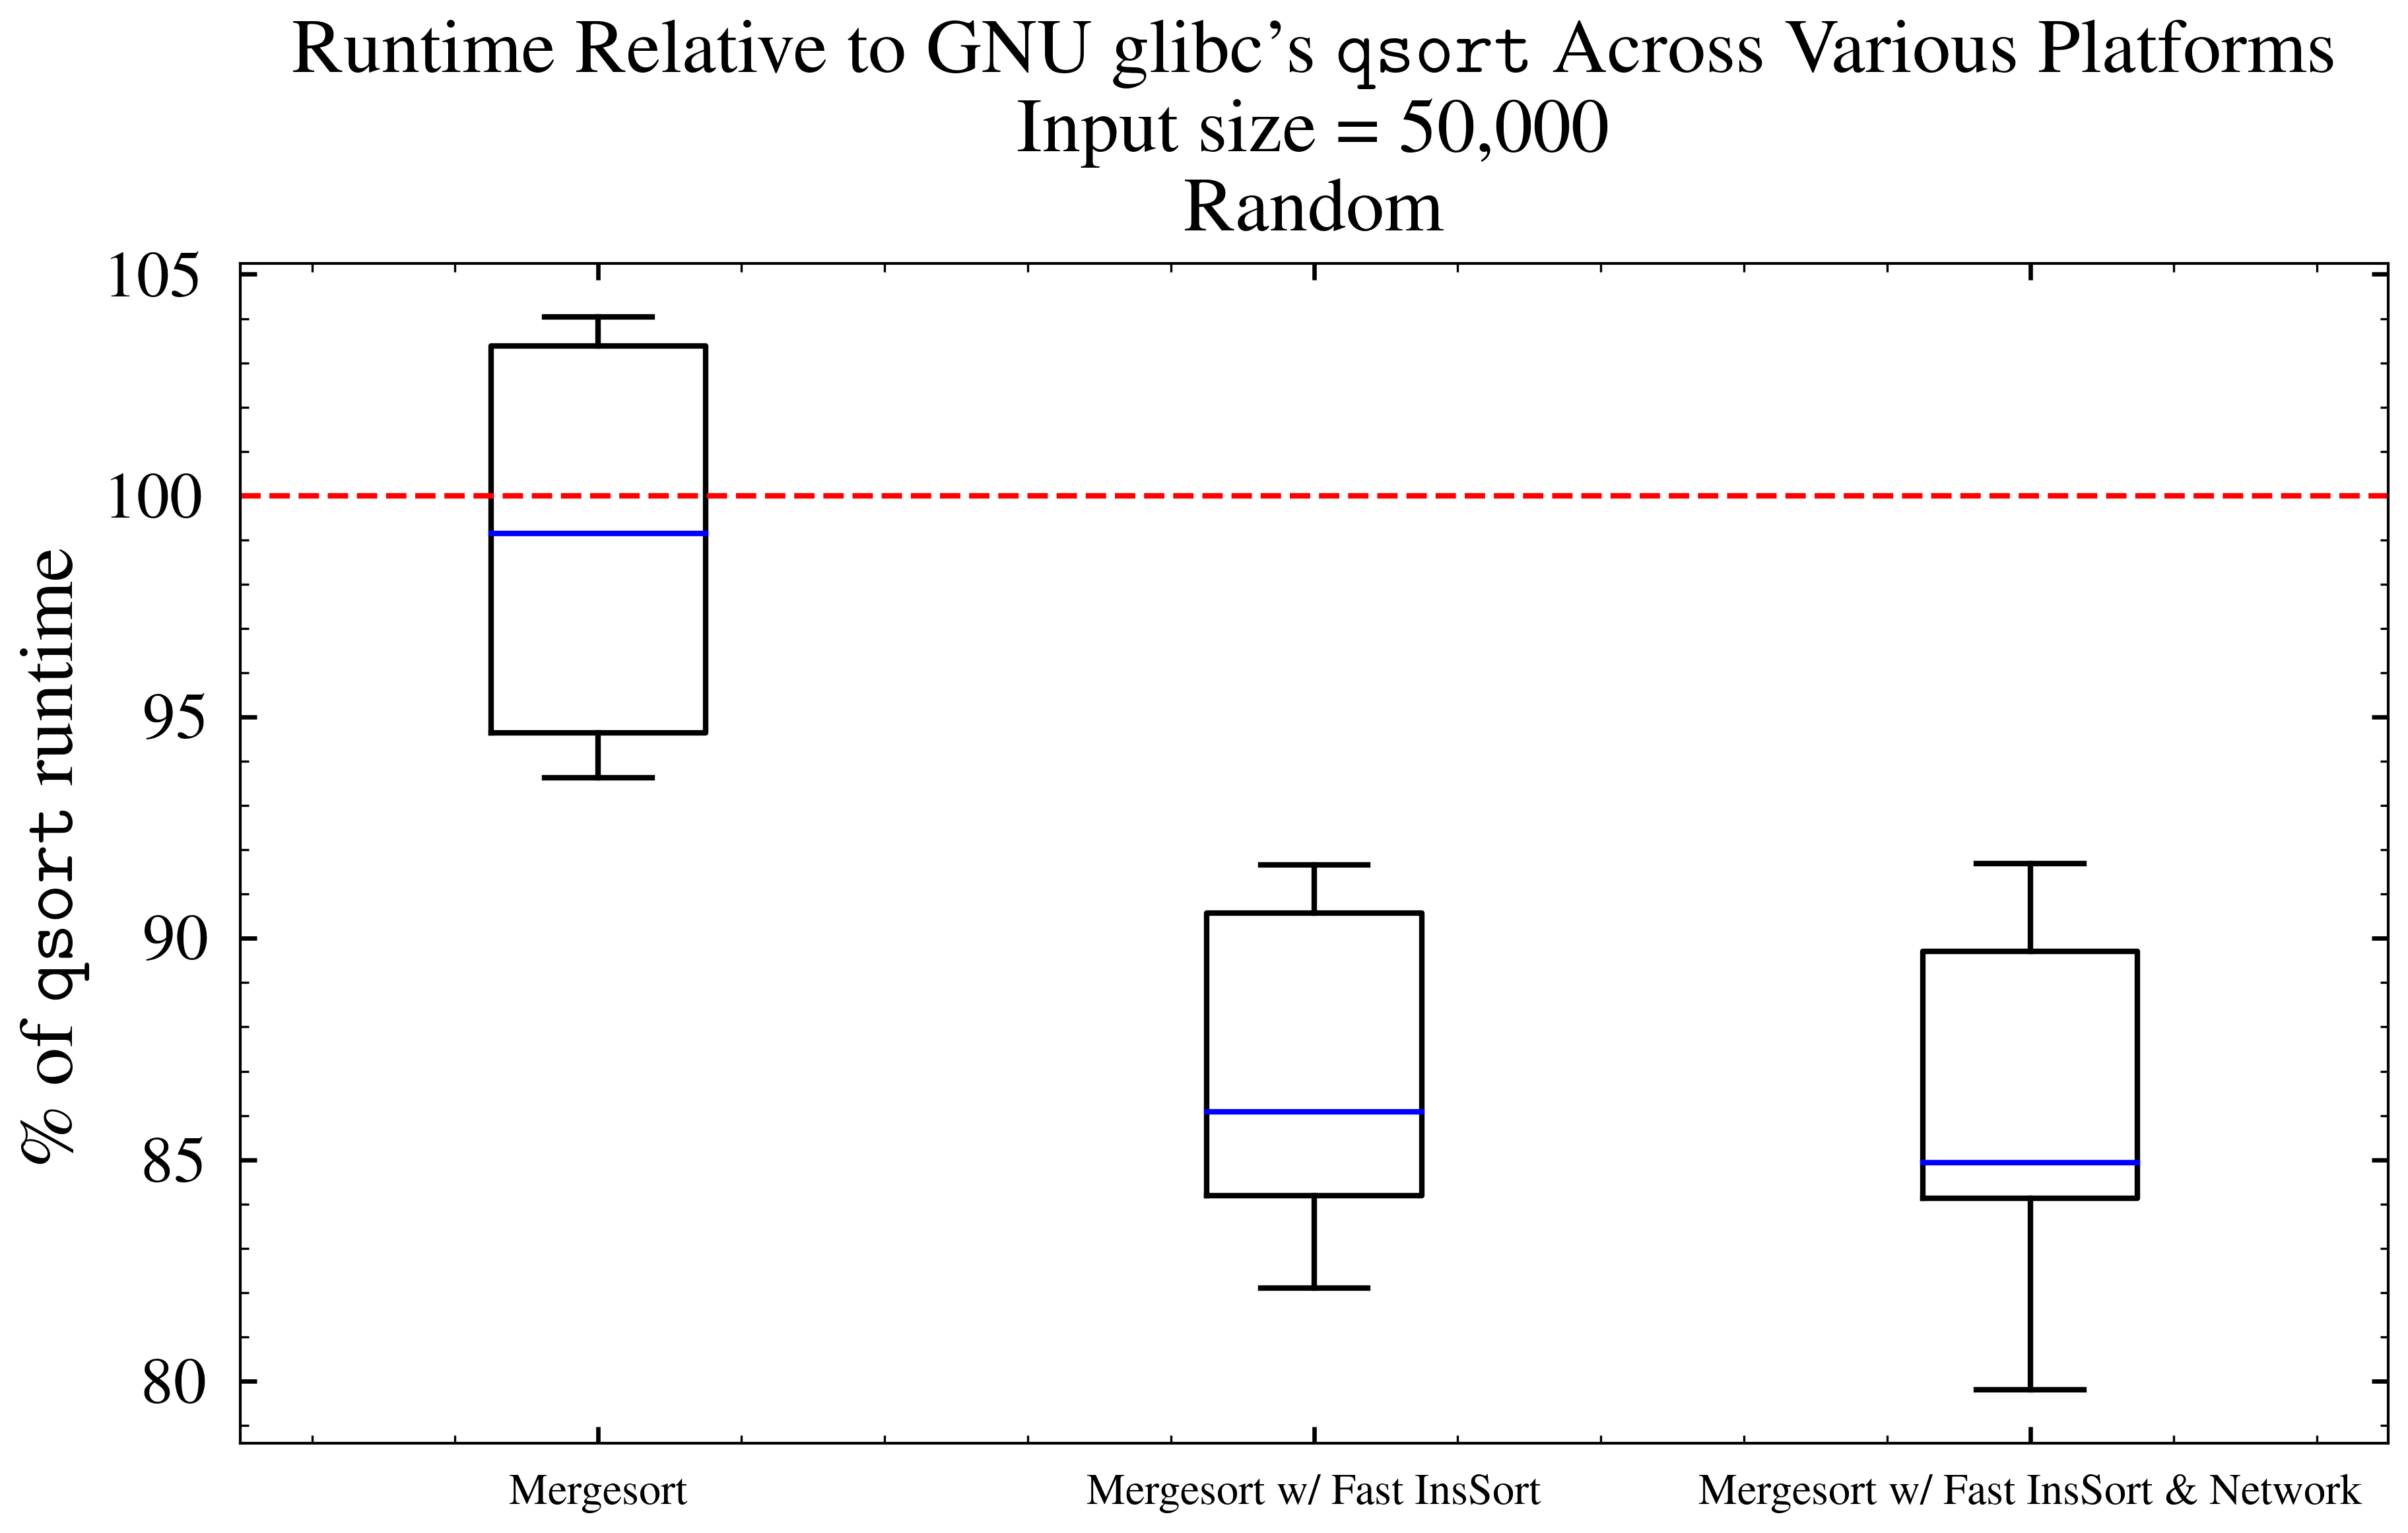 Runtime Relative to GNU glibc’s qsort Across Various Platforms
Input size = 50,000
Random
% of qsort runtime
105
100
95
90
85
80
Mergesort
Mergesort w/ Fast InsSort
Mergesort w/ Fast InsSort & Network